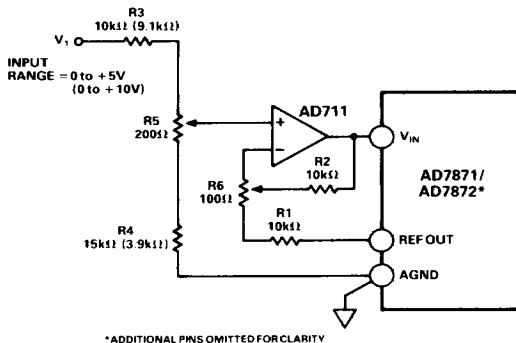 R3
10kΩ (9.1kΩ)
V₁
INPUT
RANGE = 0 to +5V
(0 to +10V)
AD711
R5
200Ω
+
−
V_IN
R2
10kΩ
AD7871/
AD7872*
R6
100Ω
R1
10kΩ
R4
15kΩ (3.9kΩ)
REF OUT
AGND
*ADDITIONAL PINS OMITTED FOR CLARITY